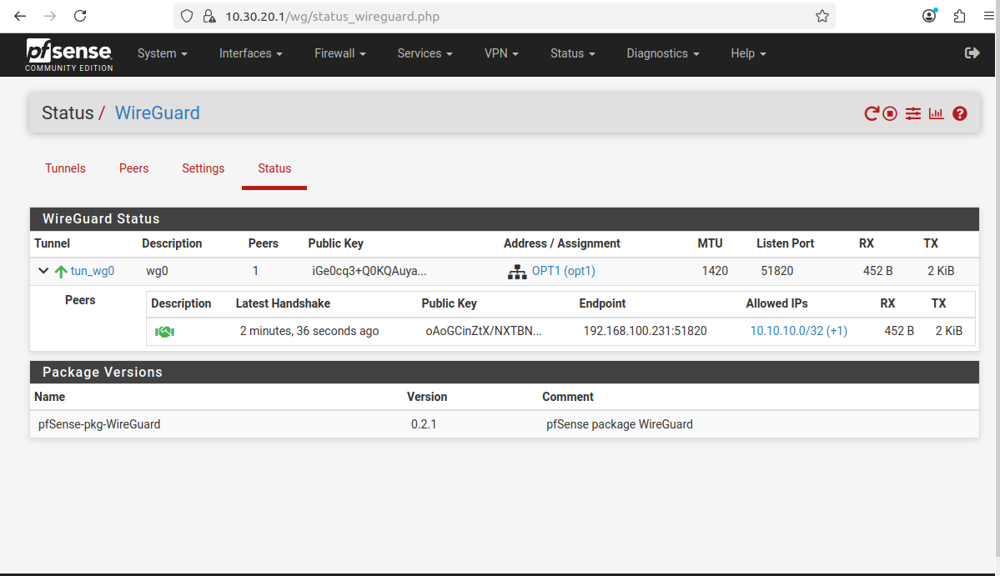 10.30.20.1/wg/status_wireguard.php
pfsense System Interfaces Firewall Services VPN Status Diagnostics Help
COMMUNITY EDITION
Status / WireGuard
Tunnels Peers Settings Status
WireGuard Status
Tunnel Description Peers Public Key Address / Assignment MTU Listen Port RX TX
tun_wg0 wg0 1 iGe0cq3+Q0KQAuya... OPT1 (opt1) 1420 51820 452 B 2 KiB
Peers Description Latest Handshake Public Key Endpoint Allowed IPs RX TX
2 minutes, 36 seconds ago oAoGCinZtX/NXTBN... 192.168.100.231:51820 10.10.10.0/32 (+1) 452 B 2 KiB
Package Versions
Name Version Comment
pfSense-pkg-WireGuard 0.2.1 pfSense package WireGuard